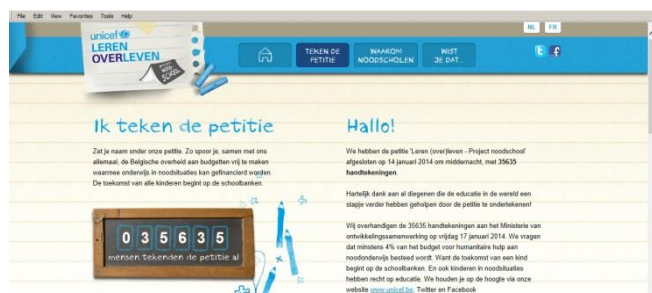 File Edit View Favorites Tools Help
NL FR
unicef
LEREN
OVERLEVEN
NOOD
SCHOOL
TEKEN DE
PETITIE
WAAROM
NOODSCHOLEN
WIST
JE DAT...
Ik teken de petitie
Zet je naam onder onze petitie. Zo spoor je, samen met ons
allemaal, de Belgische overheid aan budgetten vrij te maken
waarmee onderwijs in noodsituaties kan gefinancierd worden.
De toekomst van alle kinderen begint op de schoolbanken.
035635
mensen tekenden de petitie al
Hallo!
We hebben de petitie 'Leren (over)leven - Project noodschool'
afgesloten op 14 januari 2014 om middernacht, met 35635
handtekeningen.
Hartelijk dank aan al diegenen die de educatie in de wereld een
stapje verder hebben geholpen door de petitie te ondertekenen!
Wij overhandigen de 35635 handtekeningen aan het Ministerie van
ontwikkelingssamenwerking op vrijdag 17 januari 2014. We vragen
dat minstens 4% van het budget voor humanitaire hulp aan
noodonderwijs besteed wordt. Want de toekomst van een kind
begint op de schoolbanken. En ook kinderen in noodsituaties
hebben recht op educatie. We houden je op de hoogte via onze
website www.unicef.be, Twitter en Facebook